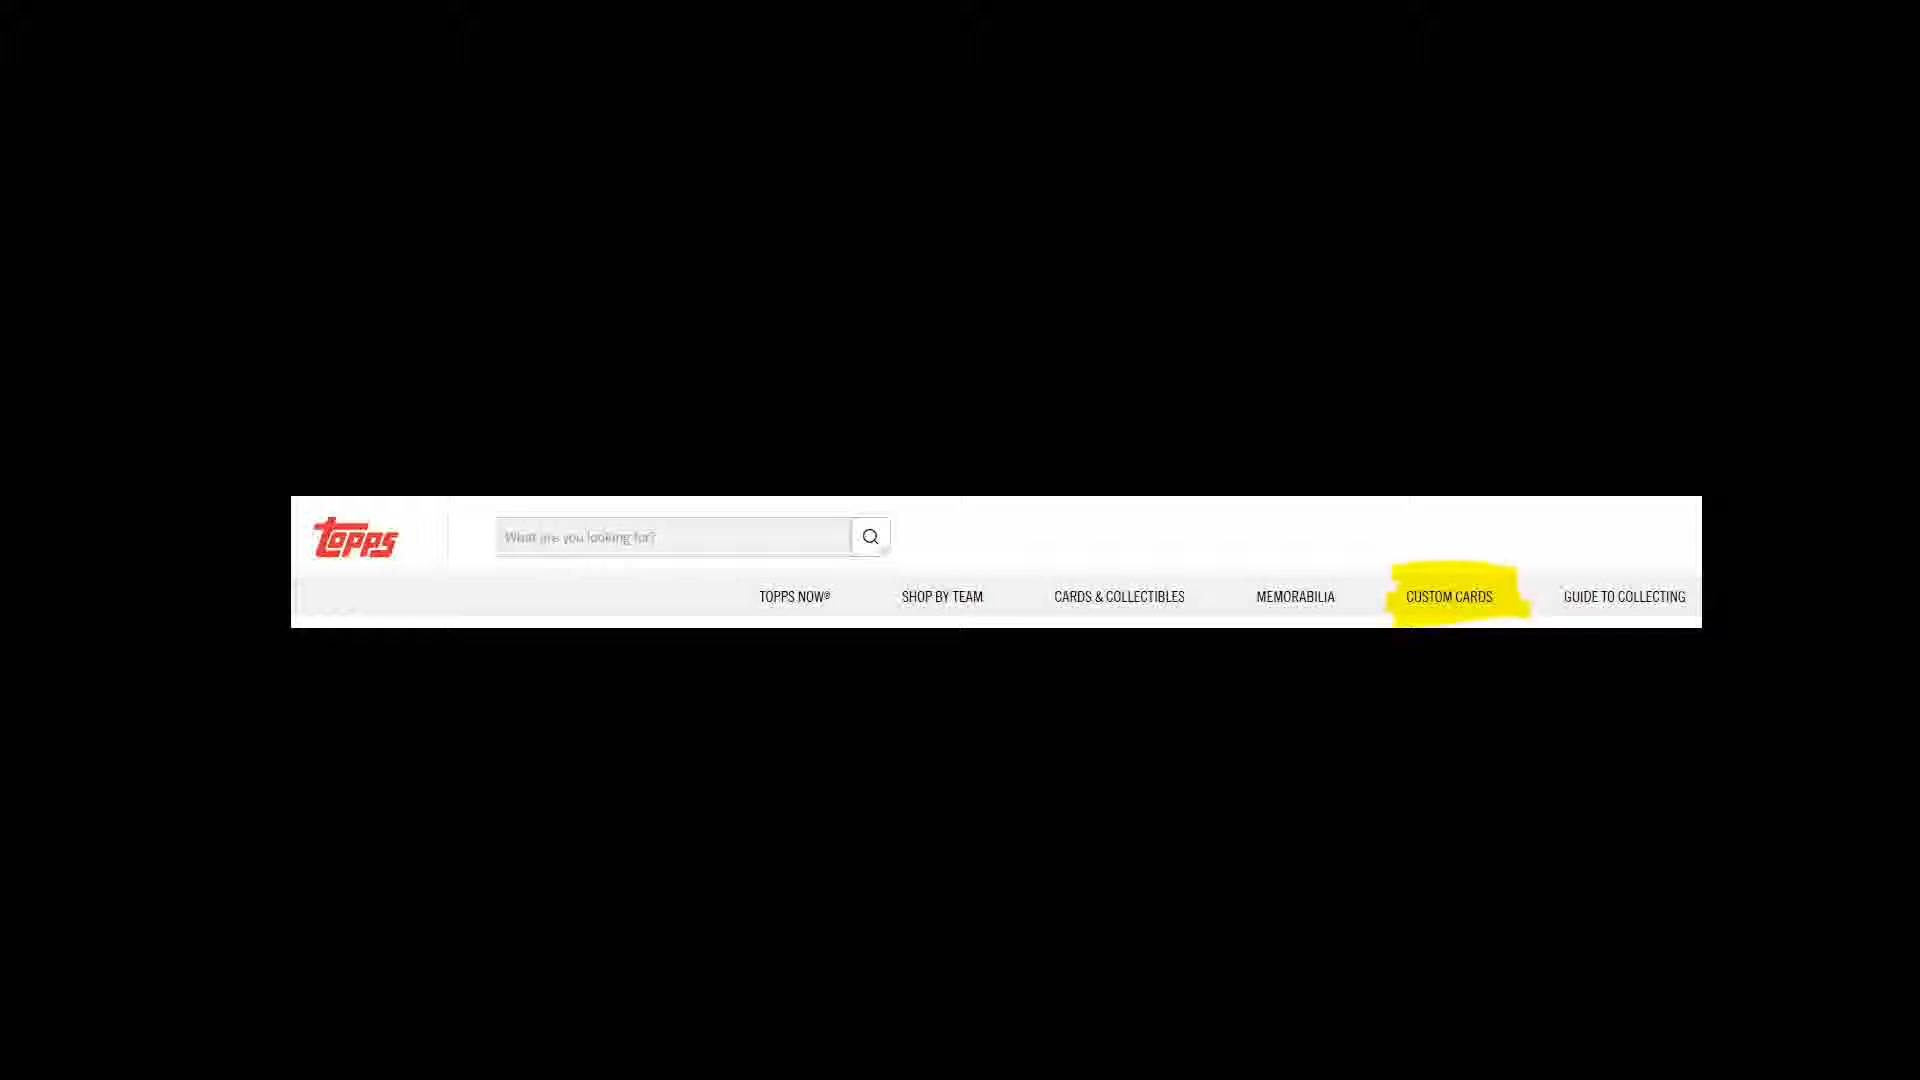 topps
What are you looking for?
TOPPS NOW® SHOP BY TEAM CARDS & COLLECTIBLES MEMORABILIA CUSTOM CARDS GUIDE TO COLLECTING